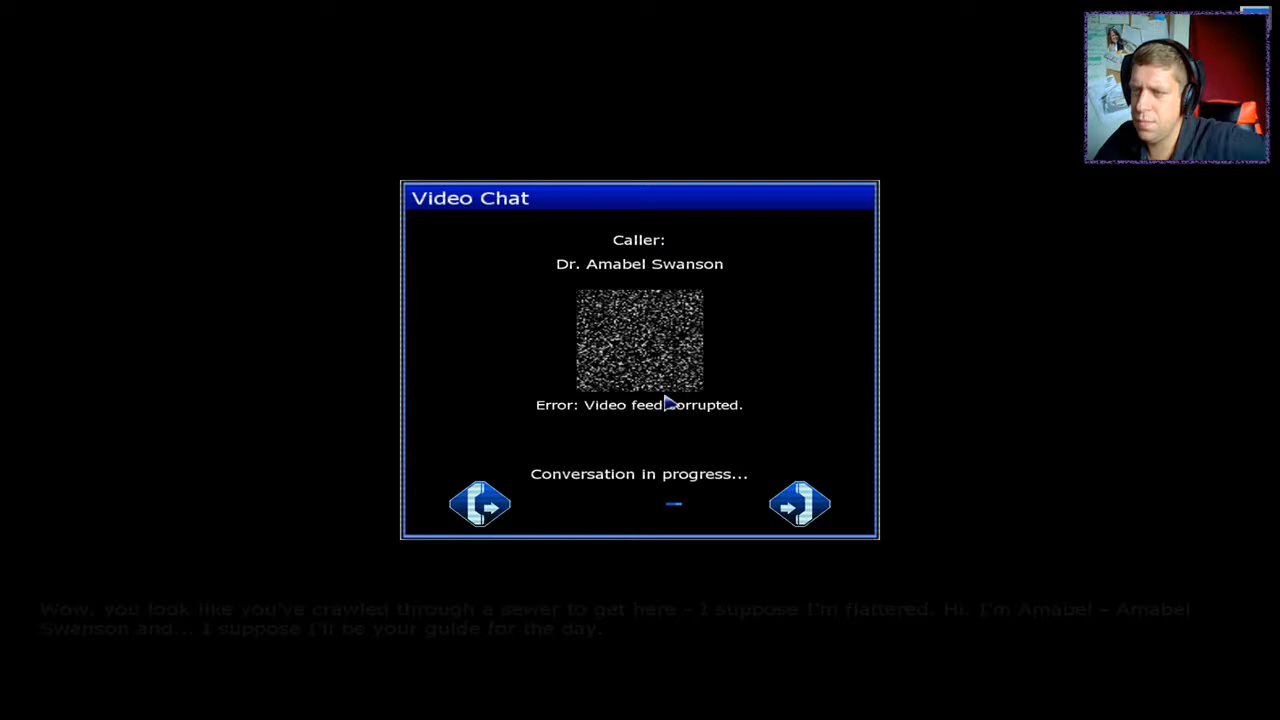 Video Chat
Caller:
Dr. Amabel Swanson
Error: Video feed corrupted.
Conversation in progress...
Wow, you look like you've crawled through a sewer to get here - I suppose I'm flattered. Hi. I'm Amabel - Amabel
Swanson and... I suppose I'll be your guide for the day.